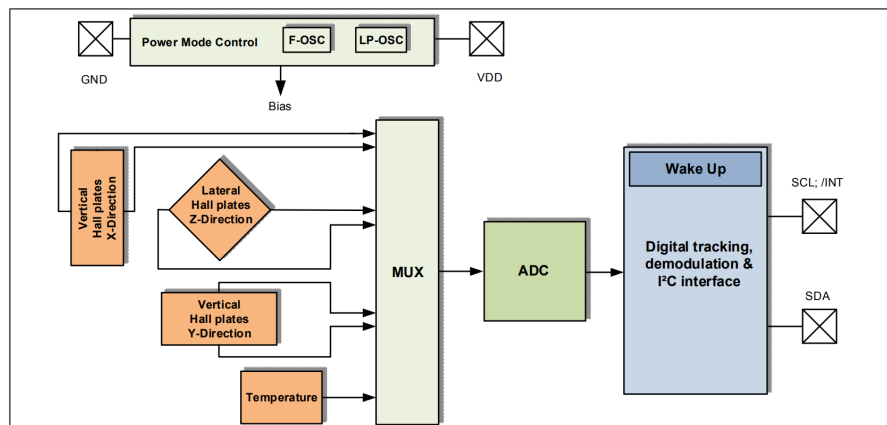 Power Mode Control
F-OSC
LP-OSC
GND
VDD
Bias
Vertical
Hall plates
X-Direction
Lateral
Hall plates
Z-Direction
Vertical
Hall plates
Y-Direction
Temperature
MUX
ADC
Wake Up
Digital tracking,
demodulation &
I²C interface
SCL; /INT
SDA